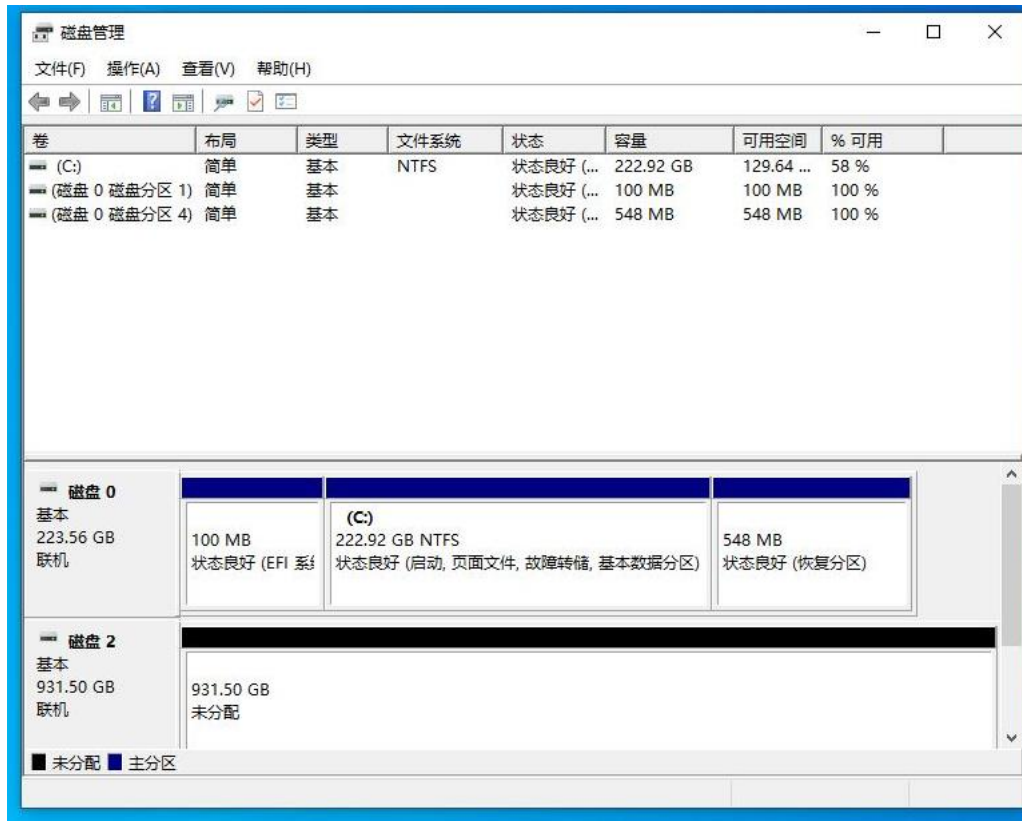 磁盘管理
文件(F) 操作(A) 查看(V) 帮助(H)
卷 布局 类型 文件系统 状态 容量 可用空间 % 可用
(C:) 简单 基本 NTFS 状态良好 (... 222.92 GB 129.64 ... 58 %
(磁盘 0 磁盘分区 1) 简单 基本 状态良好 (... 100 MB 100 MB 100 %
(磁盘 0 磁盘分区 4) 简单 基本 状态良好 (... 548 MB 548 MB 100 %
磁盘 0
基本
223.56 GB
联机
100 MB
状态良好 (EFI 系
(C:)
222.92 GB NTFS
状态良好 (启动, 页面文件, 故障转储, 基本数据分区)
548 MB
状态良好 (恢复分区)
磁盘 2
基本
931.50 GB
联机
931.50 GB
未分配
未分配 主分区